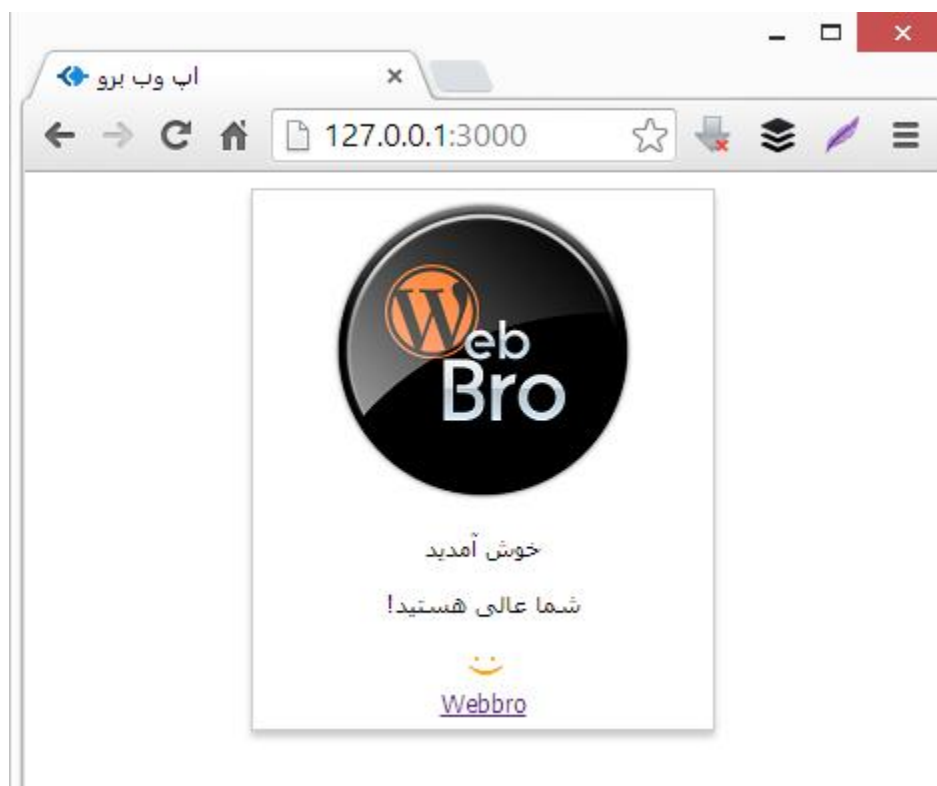 اپ وب برو
127.0.0.1:3000
Web
Bro
خوش آمدید
شما عالی هستید!
Webbro